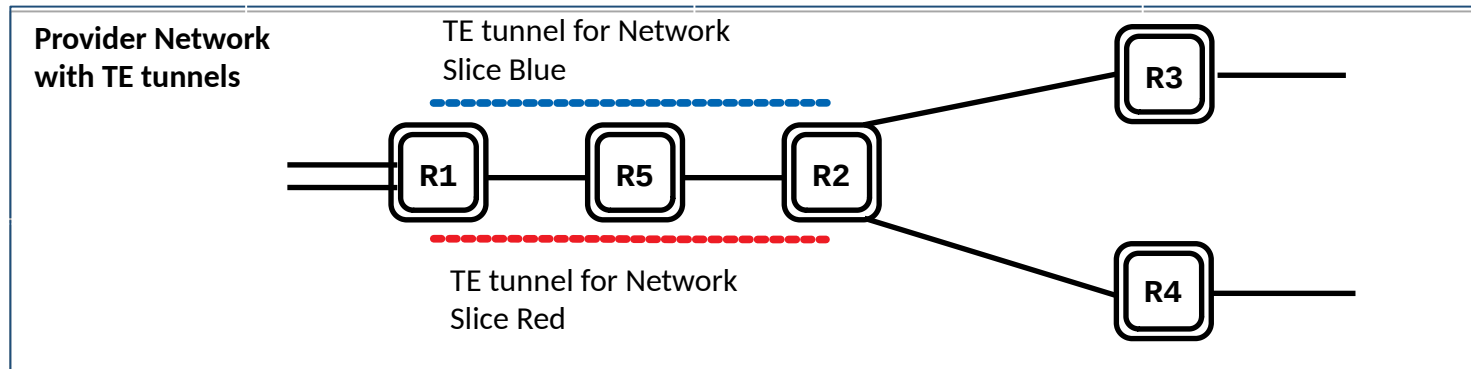 Provider Network
with TE tunnels
TE tunnel for Network
Slice Blue
R3
R1
R5
R2
TE tunnel for Network
Slice Red
R4